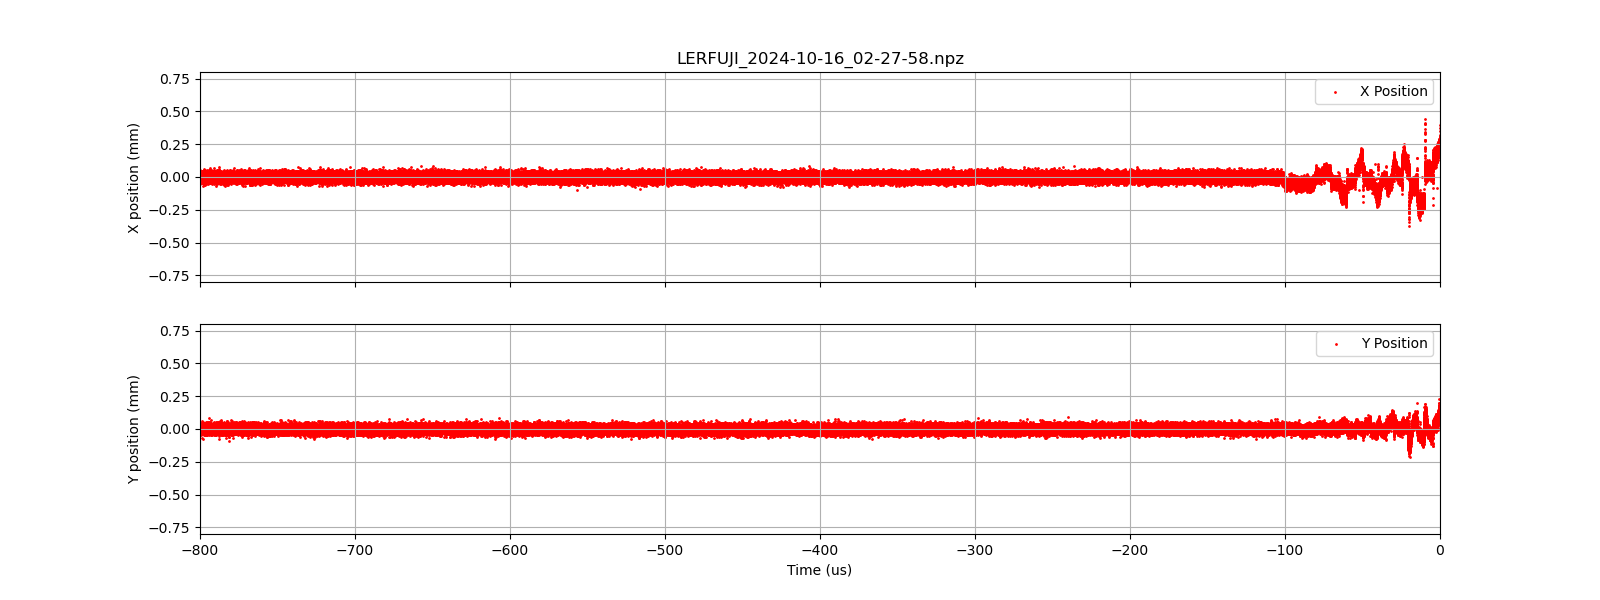 LERFUJI_2024-10-16_02-27-58.npz
0.75
0.50
0.25
0.00
−0.25
−0.50
−0.75
X position (mm)
X Position
0.75
0.50
0.25
0.00
−0.25
−0.50
−0.75
Y position (mm)
Y Position
−800 −700 −600 −500 −400 −300 −200 −100 0
Time (us)